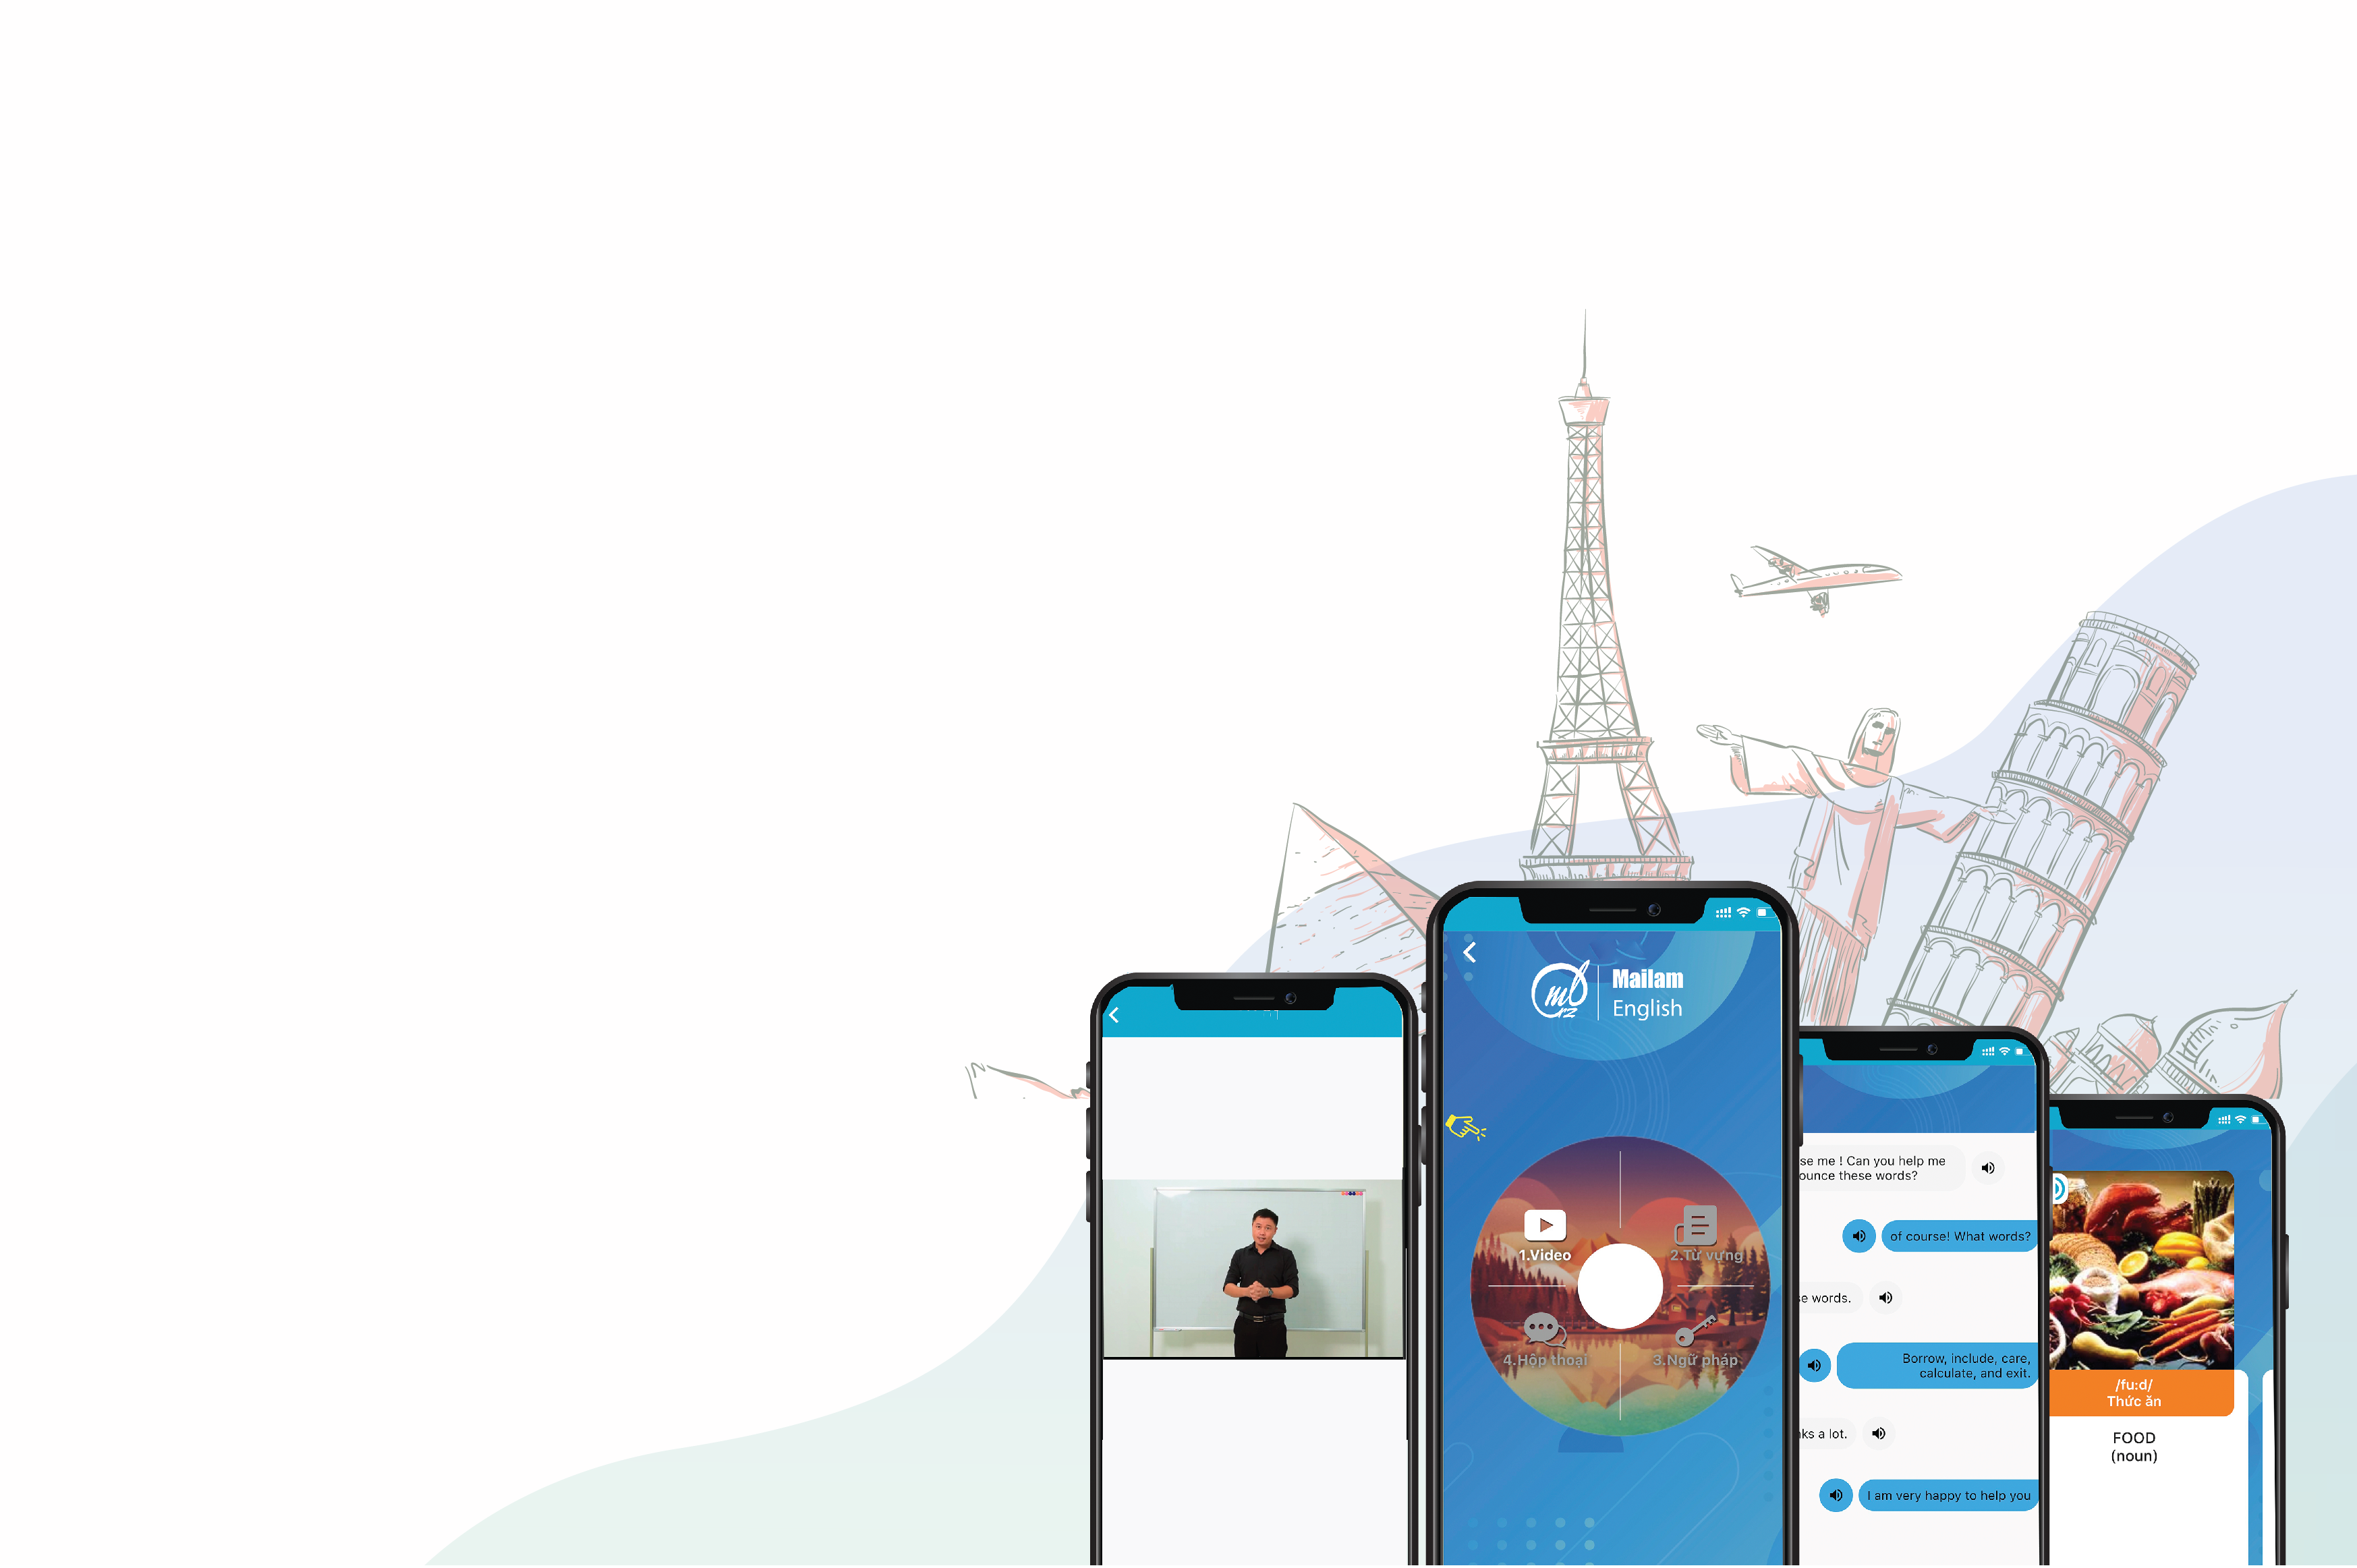 Mailam
English
1.Video
2.Từ vựng
4.Hộp thoại
3.Ngữ pháp
se me ! Can you help me
ounce these words?
of course! What words?
se words.
Borrow, include, care,
calculate, and exit.
ks a lot.
I am very happy to help you
/fu:d/
Thức ăn
FOOD
(noun)